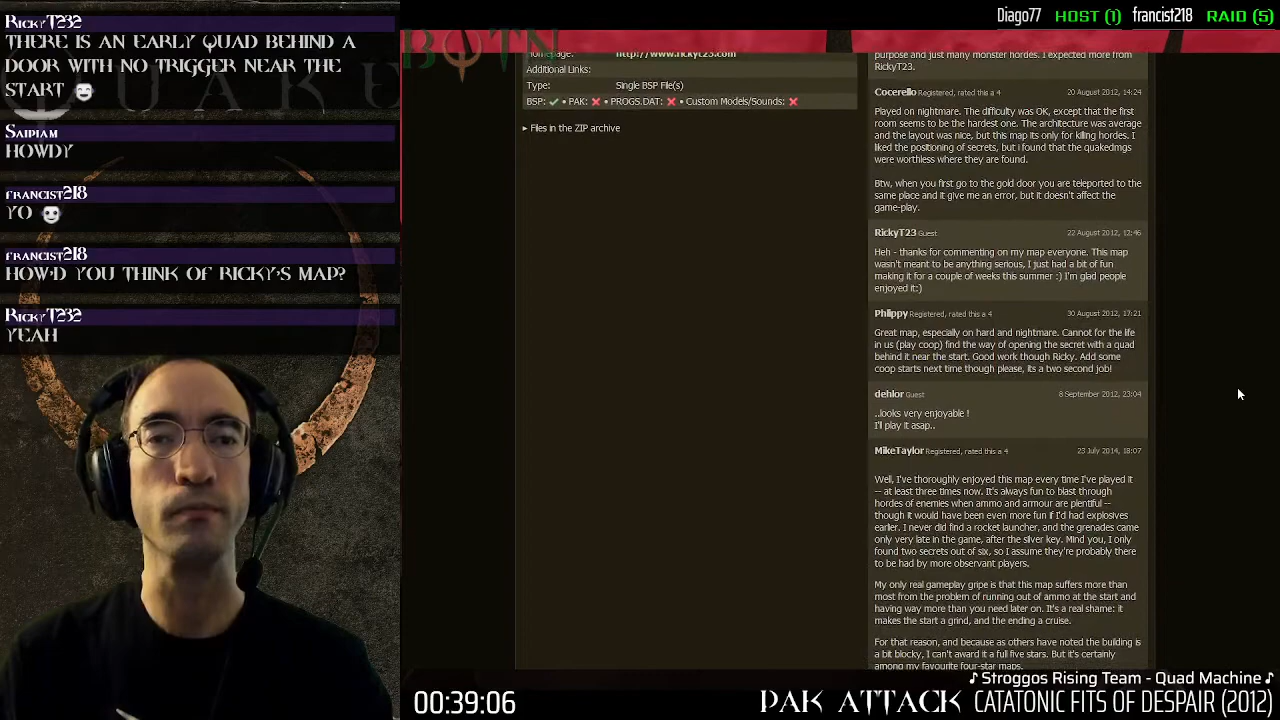 Diago77 HOST (1) francist218 RAID (5)
RickyT232
THERE IS AN EARLY QUAD BEHIND A
DOOR WITH NO TRIGGER NEAR THE
START
QUAKE
Saipiam
HOWDY
francist218
YO
francist218
HOW'D YOU THINK OF RICKY'S MAP?
RickyT232
YEAH
BOTN
Homepage: http://www.rickyt23.com
Additional Links:
Type: Single BSP File(s)
BSP: ✔ • PAK: ✖ • PROGS.DAT: ✖ • Custom Models/Sounds: ✖
▸ Files in the ZIP archive
purpose and just many monster hordes. I expected more from
RickyT23.
Cocerello Registered, rated this a 4 20 August 2012, 14:24
Played on nightmare. The difficulty was OK, except that the first
room seems to be the hardest one. The architecture was average
and the layout was nice, but this map its only for killing hordes. I
liked the positioning of secrets, but i found that the quakedmgs
were worthless where they are found.
Btw, when you first go to the gold door you are teleported to the
same place and it give me an error, but it doesn't affect the
game-play.
RickyT23 Guest 22 August 2012, 12:46
Heh - thanks for commenting on my map everyone. This map
wasn't meant to be anything serious, I just had a bit of fun
making it for a couple of weeks this summer :) I'm glad people
enjoyed it:)
Phlippy Registered, rated this a 4 30 August 2012, 17:21
Great map, especially on hard and nightmare. Cannot for the life
in us (play coop) find the way of opening the secret with a quad
behind it near the start. Good work though Ricky. Add some
coop starts next time though please, its a two second job!
dehlor Guest 8 September 2012, 23:04
..looks very enjoyable !
I'l play it asap..
MikeTaylor Registered, rated this a 4 23 July 2014, 18:07
Well, I've thoroughly enjoyed this map every time I've played it
— at least three times now. It's always fun to blast through
hordes of enemies when ammo and armour are plentiful —
though it would have been even more fun if I'd had explosives
earlier. I never did find a rocket launcher, and the grenades came
only very late in the game, after the silver key. Mind you, I only
found two secrets out of six, so I assume they're probably there
to be had by more observant players.
My only real gameplay gripe is that this map suffers more than
most from the problem of running out of ammo at the start and
having way more than you need later on. It's a real shame: it
makes the start a grind, and the ending a cruise.
For that reason, and because as others have noted the building is
a bit blocky, I can't award it a full five stars. But it's certainly
among my favourite four-star maps.
♪ Stroggos Rising Team - Quad Machine ♪
00:39:06 PAK ATTACK CATATONIC FITS OF DESPAIR (2012)